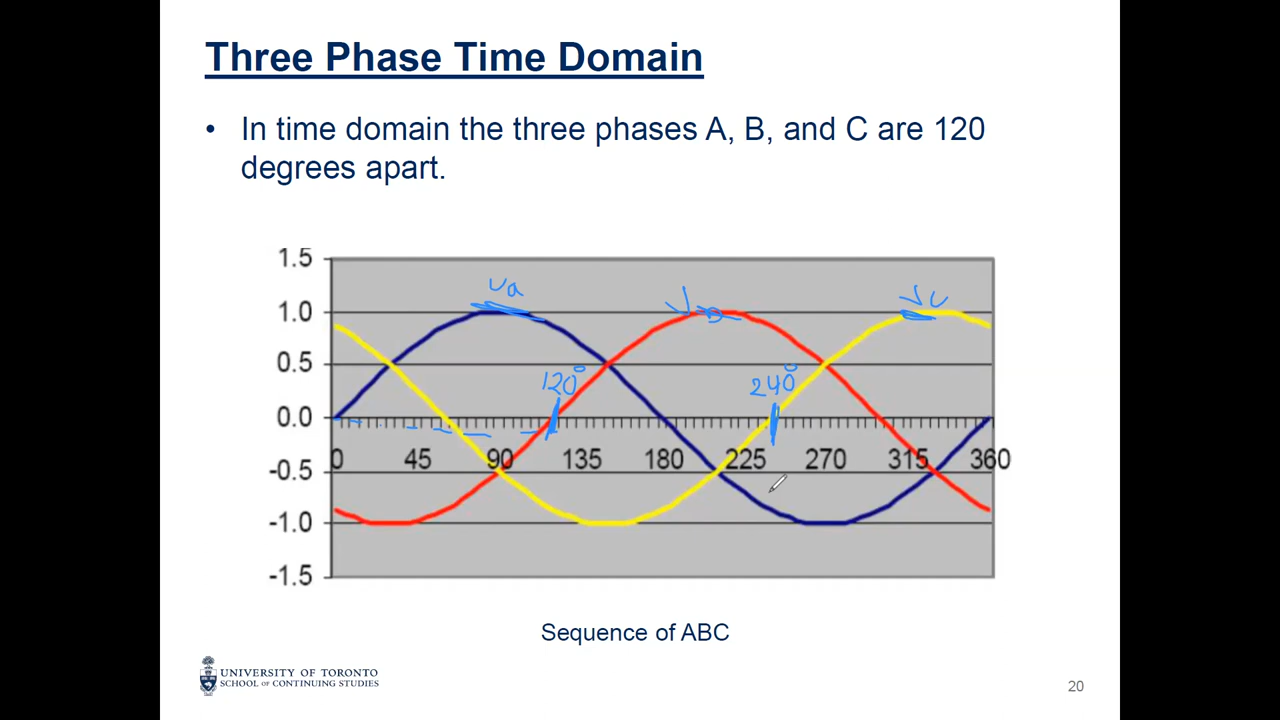 Three Phase Time Domain
• In time domain the three phases A, B, and C are 120
degrees apart.
1.5
1.0
0.5
0.0
-0.5
-1.0
-1.5
0 45 90 135 180 225 270 315 360
Va
VB
Vc
120°
240°
Sequence of ABC
UNIVERSITY OF TORONTO
SCHOOL OF CONTINUING STUDIES
20